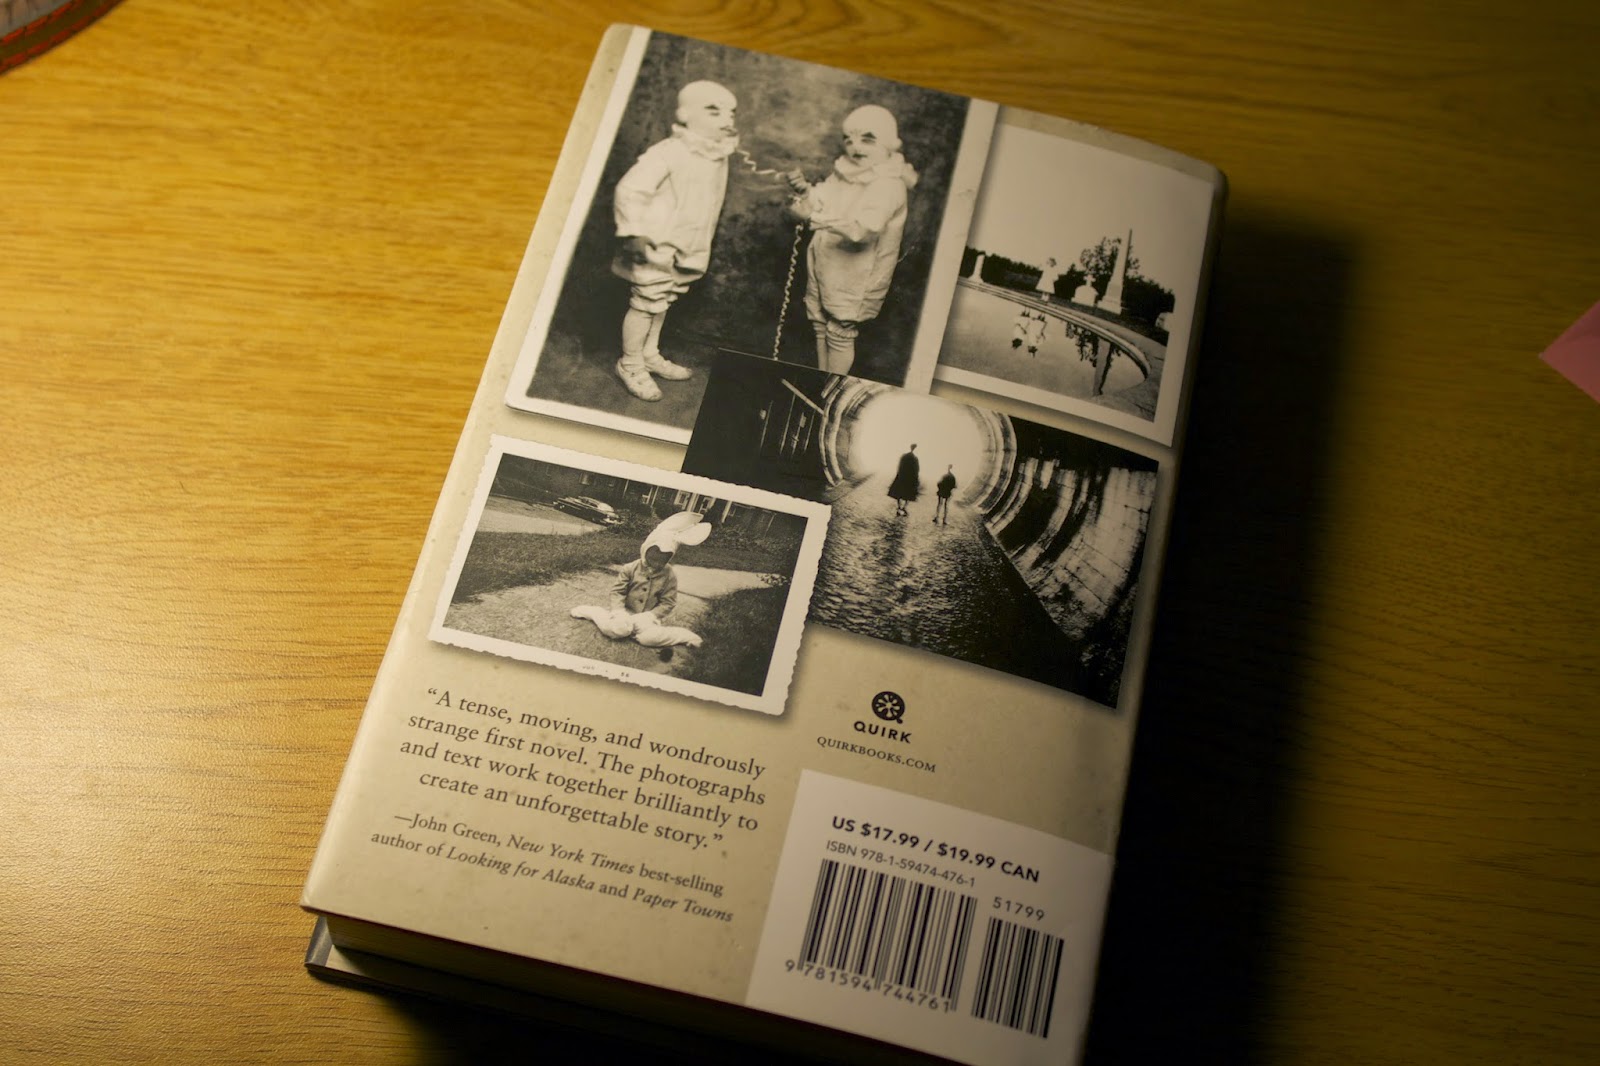 “A tense, moving, and wondrously
strange first novel. The photographs
and text work together brilliantly to
create an unforgettable story.”
—John Green, New York Times best-selling
author of Looking for Alaska and Paper Towns
QUIRK
QUIRKBOOKS.COM
US $17.99 / $19.99 CAN
ISBN 978-1-59474-476-1
51799
9 781594 744761